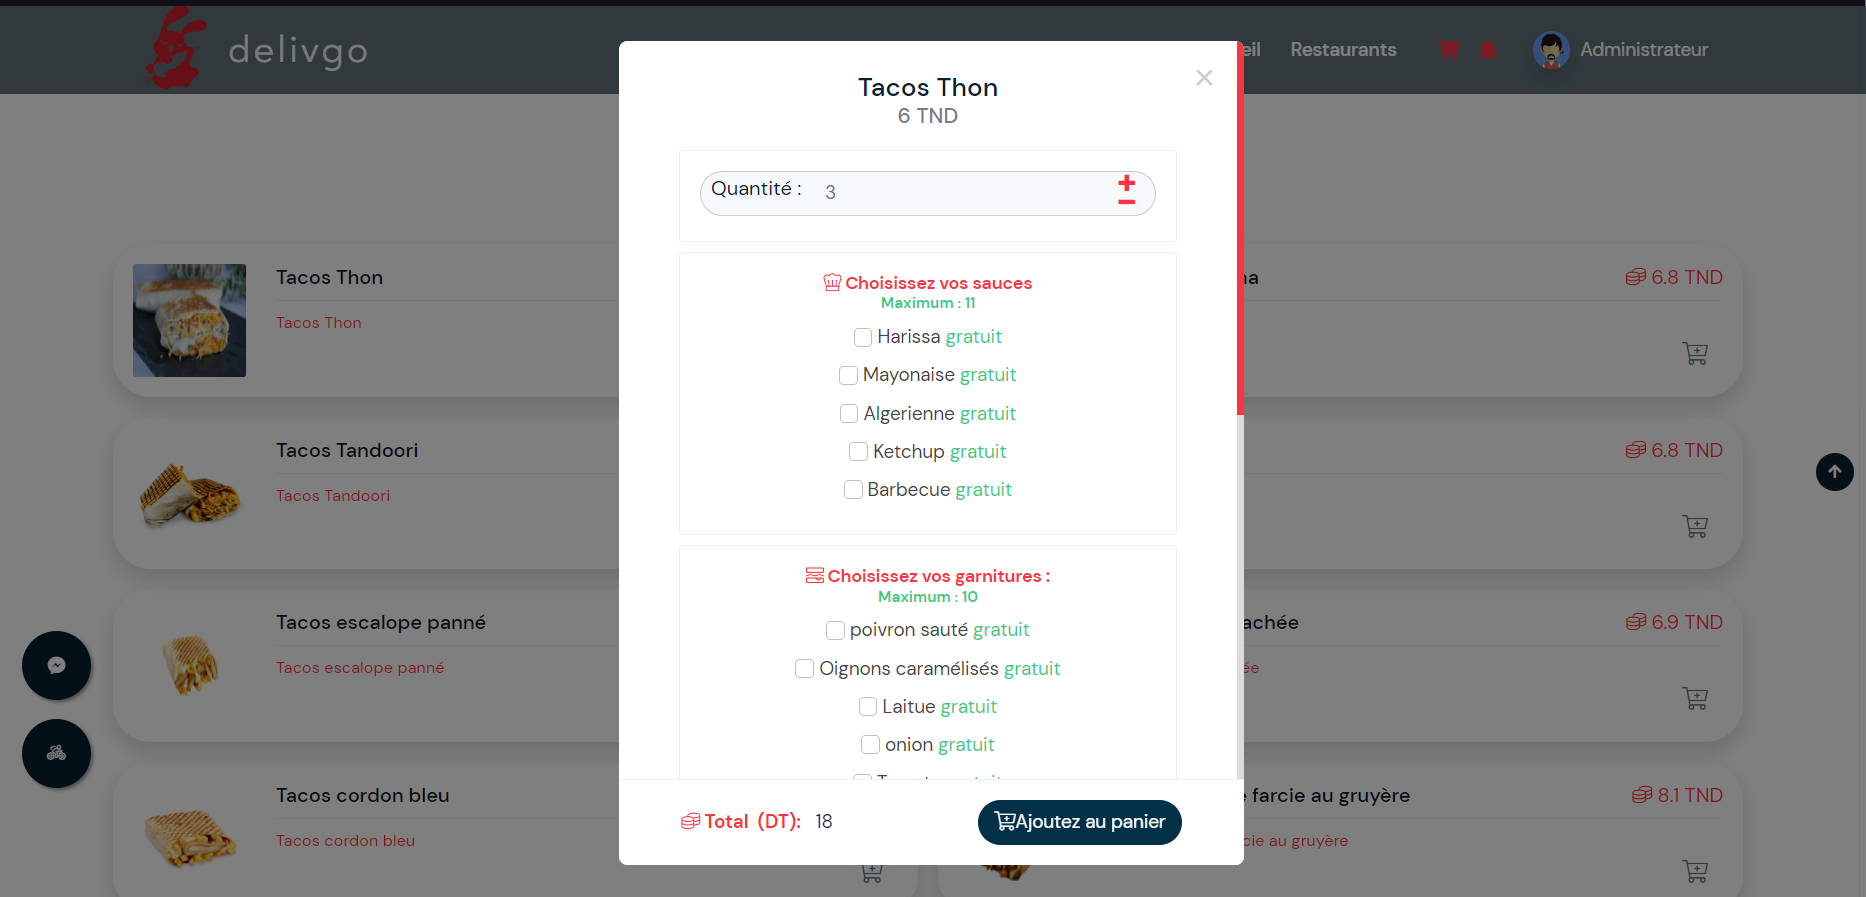 delivgo
eil
Restaurants
Administrateur
Tacos Thon
6 TND
Quantité :
3
Choisissez vos sauces
Maximum : 11
Harissa gratuit
Mayonaise gratuit
Algerienne gratuit
Ketchup gratuit
Barbecue gratuit
Choisissez vos garnitures :
Maximum : 10
poivron sauté gratuit
Oignons caramélisés gratuit
Laitue gratuit
onion gratuit
Total (DT): 18
Ajoutez au panier
Tacos Thon
Tacos Thon
na
6.8 TND
Tacos Tandoori
Tacos Tandoori
6.8 TND
Tacos escalope panné
Tacos escalope panné
achée
6.9 TND
ée
Tacos cordon bleu
Tacos cordon bleu
farcie au gruyère
8.1 TND
cie au gruyère